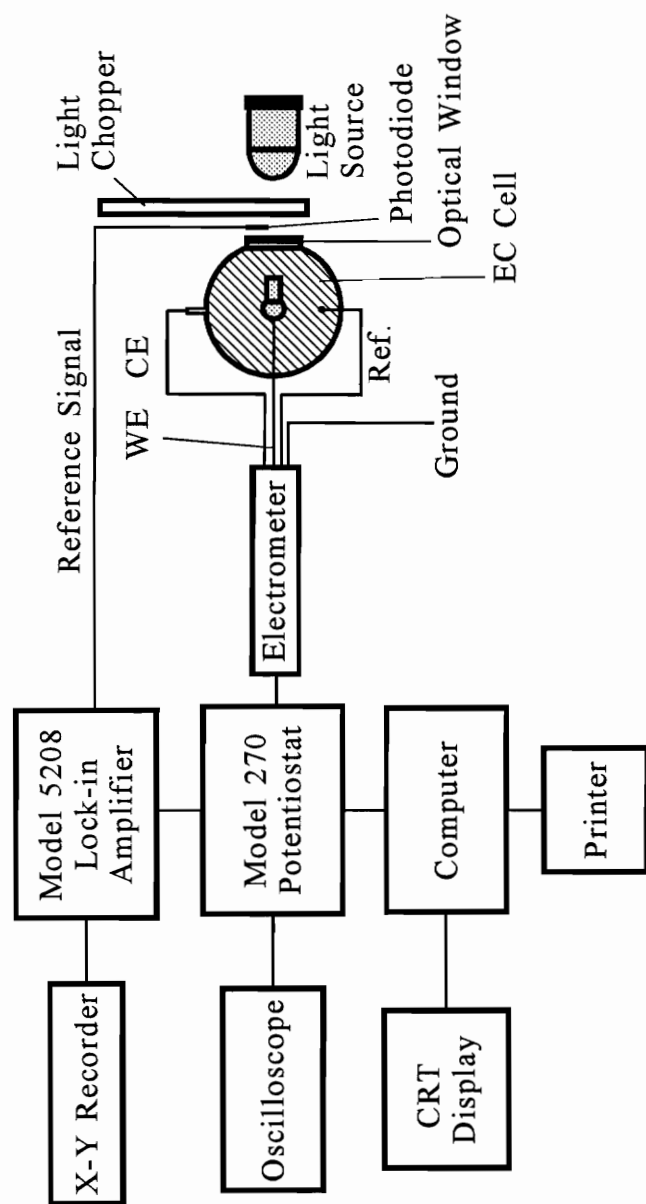 X-Y Recorder
Model 5208
Lock-in
Amplifier
Reference Signal
Light
Chopper
Oscilloscope
Model 270
Potentiostat
Electrometer
WE
CE
Light
Source
Photodiode
Optical Window
EC Cell
Ref.
Ground
CRT
Display
Computer
Printer